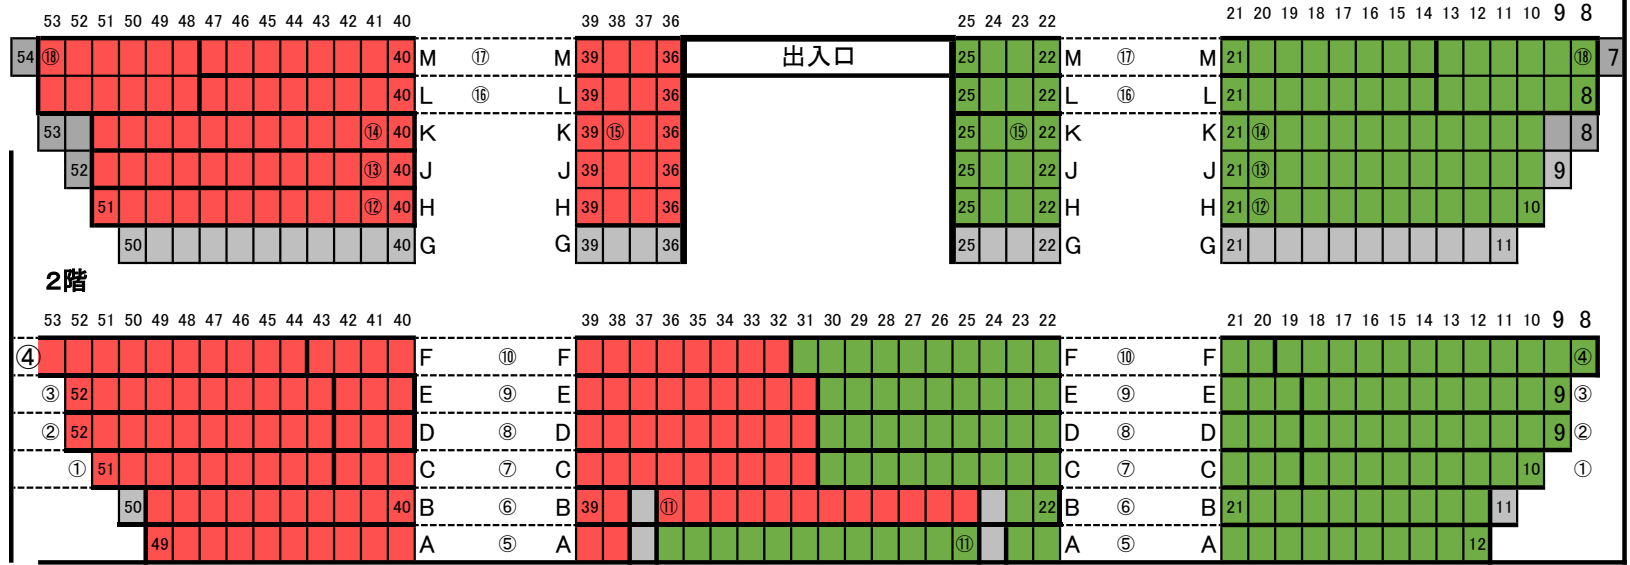 53 52 51 50 49 48 47 46 45 44 43 42 41 40 39 38 37 36 25 24 23 22 21 20 19 18 17 16 15 14 13 12 11 10 9 8
54 ⑱ 40 M ⑰ M 39 36 出入口 25 22 M ⑰ M 21 ⑱ 7
40 L ⑯ L 39 36 25 22 L ⑯ L 21 8
53 ⑭ 40 K K 39 ⑮ 36 25 ⑮ 22 K K 21 ⑭ 8
52 ⑬ 40 J J 39 36 25 22 J J 21 ⑬ 9
51 ⑫ 40 H H 39 36 25 22 H H 21 ⑫ 10
50 40 G G 39 36 25 22 G G 21 11
2階
53 52 51 50 49 48 47 46 45 44 43 42 41 40 39 38 37 36 35 34 33 32 31 30 29 28 27 26 25 24 23 22 21 20 19 18 17 16 15 14 13 12 11 10 9 8
④ F ⑩ F F ⑩ F ④
③ 52 E ⑨ E E ⑨ E 9 ③
② 52 D ⑧ D D ⑧ D 9 ②
① 51 C ⑦ C C ⑦ C 10 ①
50 40 B ⑥ B 39 ⑪ 22 B ⑥ B 21 11
49 A ⑤ A ⑪ A ⑤ A 12